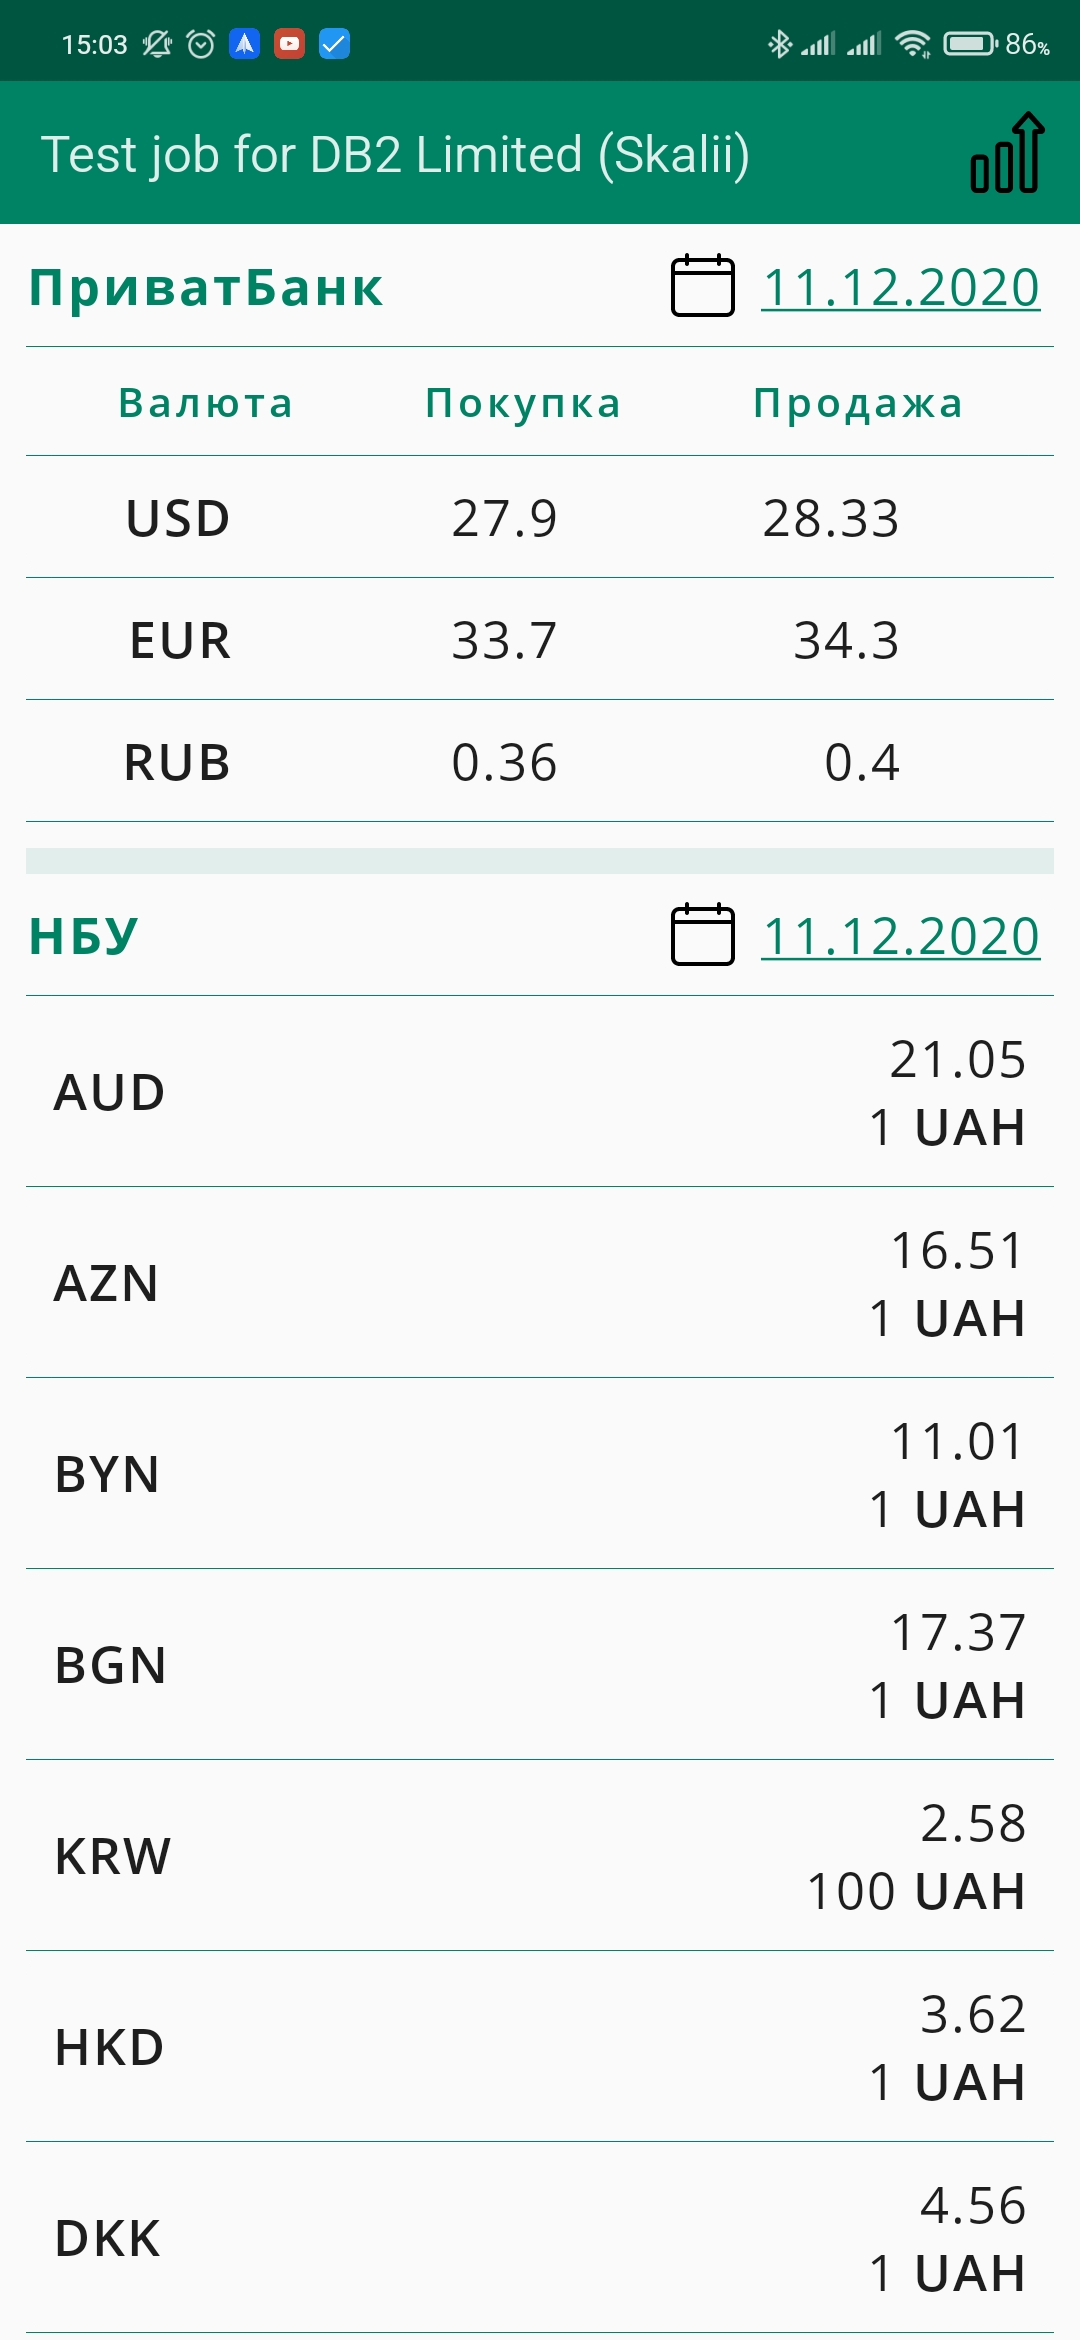 15:03 86%
Test job for DB2 Limited (Skalii)
ПриватБанк 11.12.2020
Валюта Покупка Продажа
USD 27.9 28.33
EUR 33.7 34.3
RUB 0.36 0.4
НБУ 11.12.2020
AUD 21.05
1 UAH
AZN 16.51
1 UAH
BYN 11.01
1 UAH
BGN 17.37
1 UAH
KRW 2.58
100 UAH
HKD 3.62
1 UAH
DKK 4.56
1 UAH